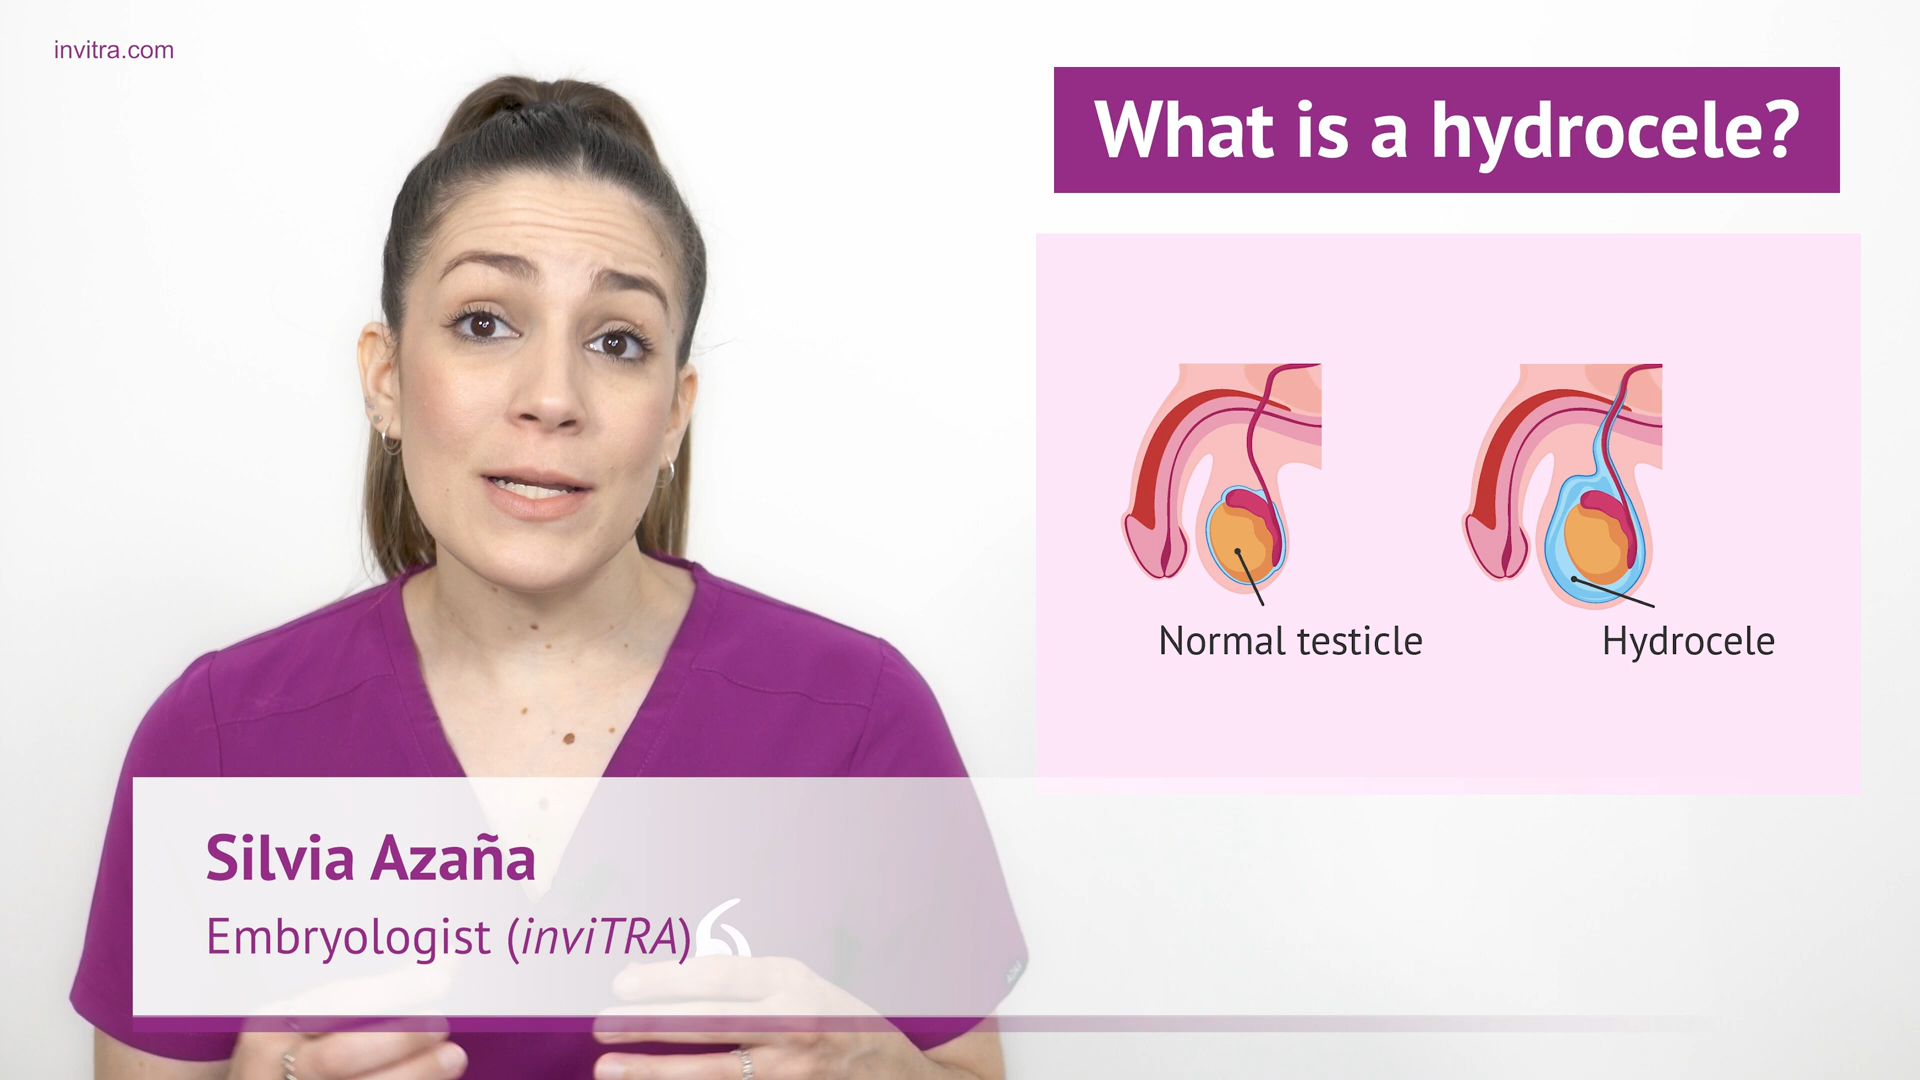 invitra.com
What is a hydrocele?
Normal testicle
Hydrocele
Silvia Azaña
Embryologist (inviTRA)